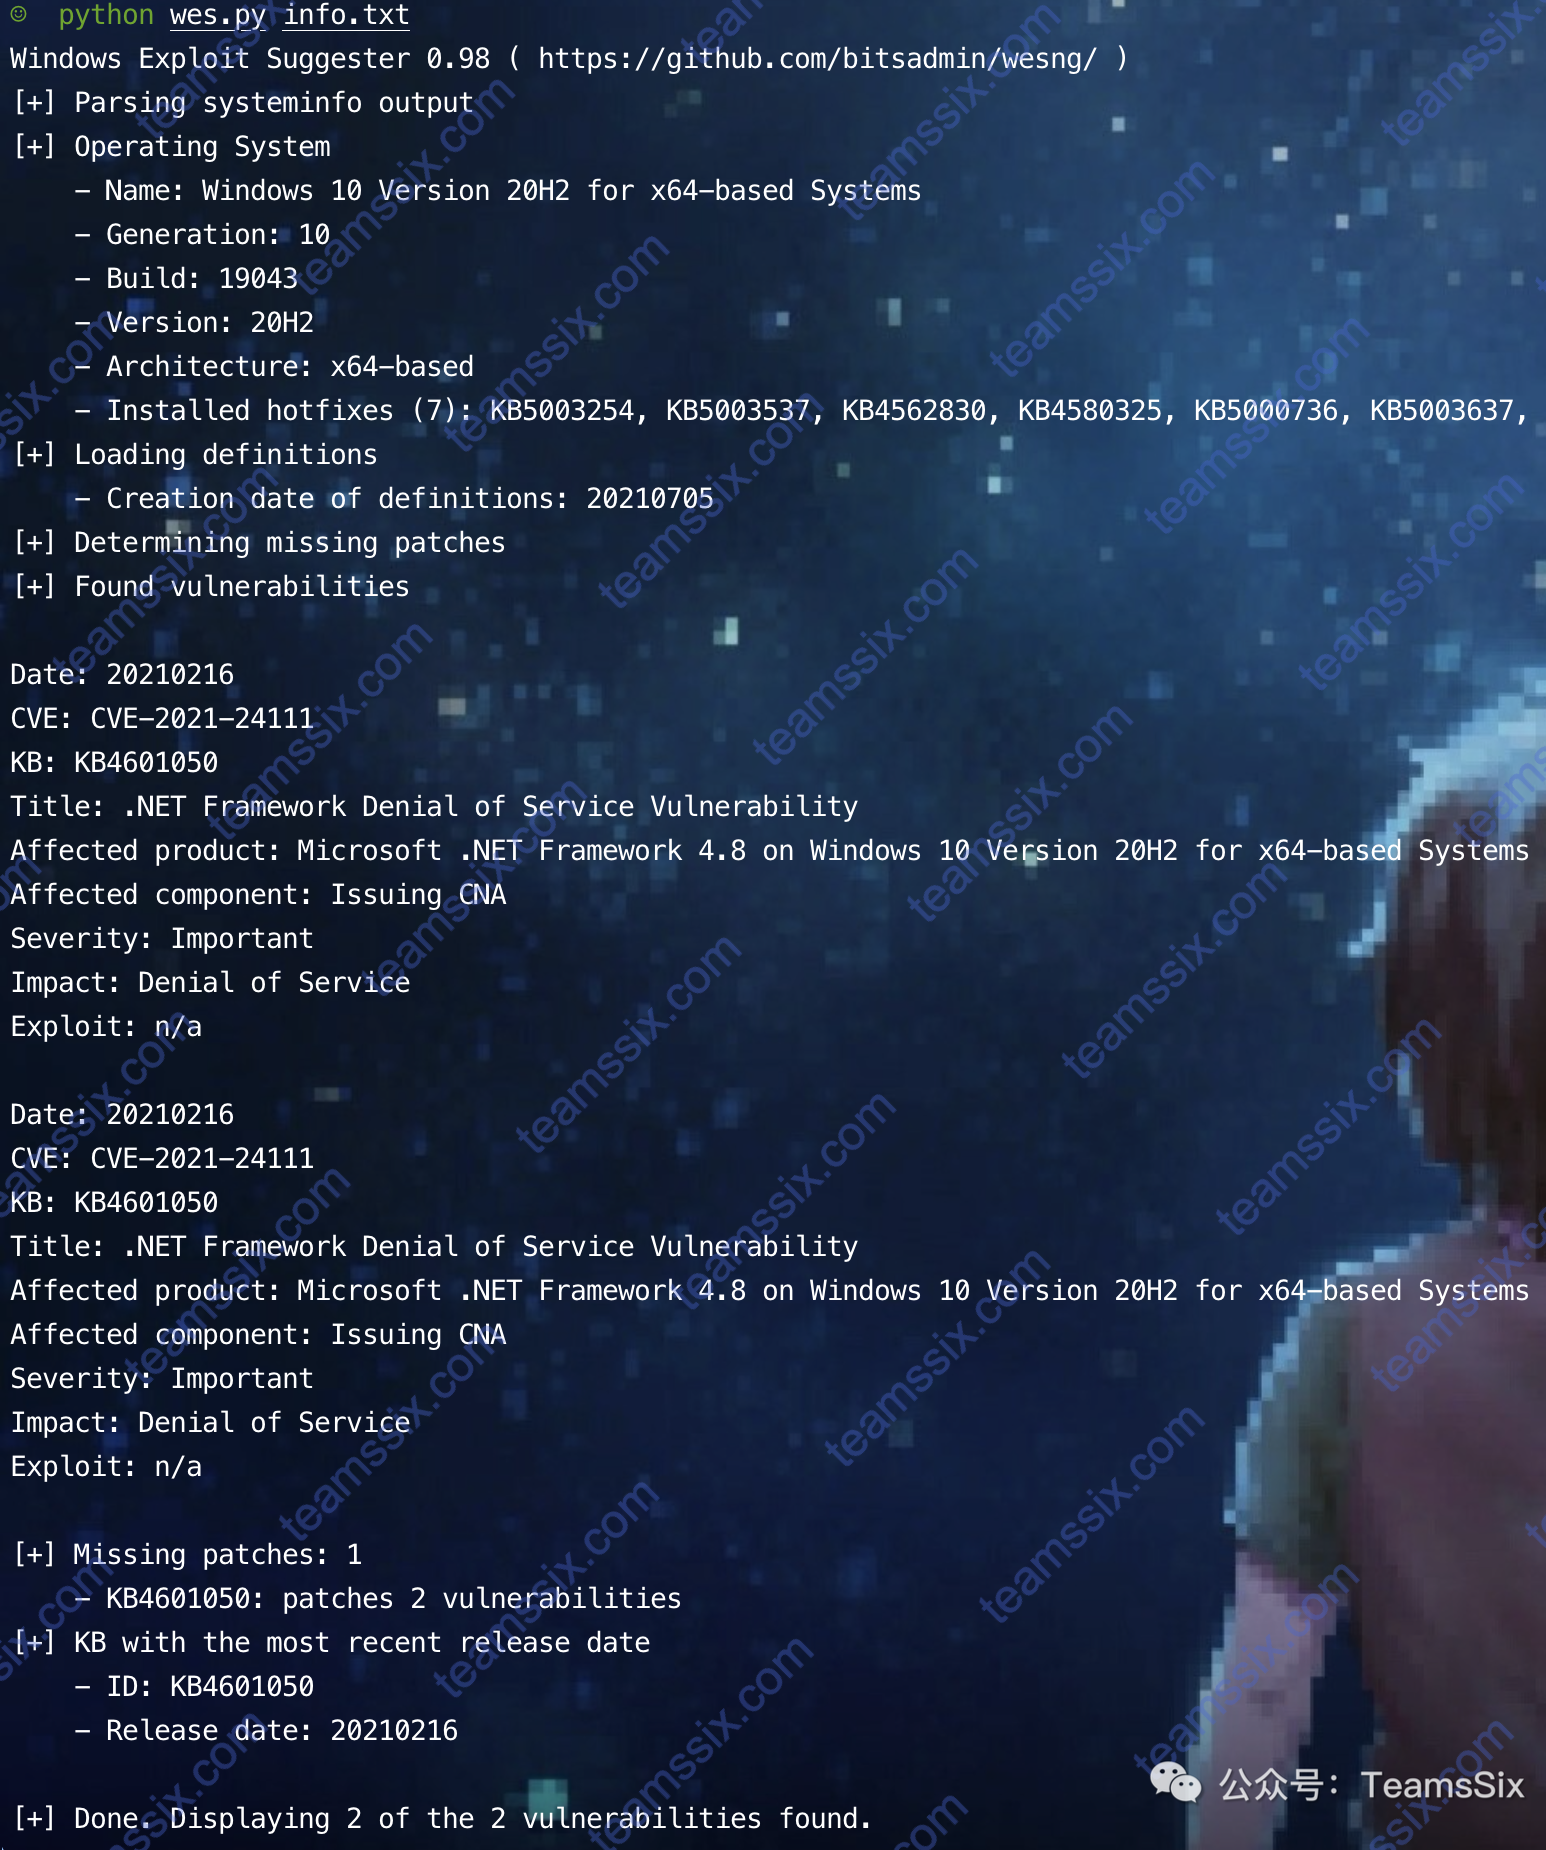 ☺ python wes.py info.txt
Windows Exploit Suggester 0.98 ( https://github.com/bitsadmin/wesng/ )
[+] Parsing systeminfo output
[+] Operating System
    - Name: Windows 10 Version 20H2 for x64-based Systems
    - Generation: 10
    - Build: 19043
    - Version: 20H2
    - Architecture: x64-based
    - Installed hotfixes (7): KB5003254, KB5003537, KB4562830, KB4580325, KB5000736, KB5003637,
[+] Loading definitions
    - Creation date of definitions: 20210705
[+] Determining missing patches
[+] Found vulnerabilities

Date: 20210216
CVE: CVE-2021-24111
KB: KB4601050
Title: .NET Framework Denial of Service Vulnerability
Affected product: Microsoft .NET Framework 4.8 on Windows 10 Version 20H2 for x64-based Systems
Affected component: Issuing CNA
Severity: Important
Impact: Denial of Service
Exploit: n/a

Date: 20210216
CVE: CVE-2021-24111
KB: KB4601050
Title: .NET Framework Denial of Service Vulnerability
Affected product: Microsoft .NET Framework 4.8 on Windows 10 Version 20H2 for x64-based Systems
Affected component: Issuing CNA
Severity: Important
Impact: Denial of Service
Exploit: n/a

[+] Missing patches: 1
    - KB4601050: patches 2 vulnerabilities
[+] KB with the most recent release date
    - ID: KB4601050
    - Release date: 20210216

[+] Done. Displaying 2 of the 2 vulnerabilities found.
公众号: TeamsSix
teamssix.com